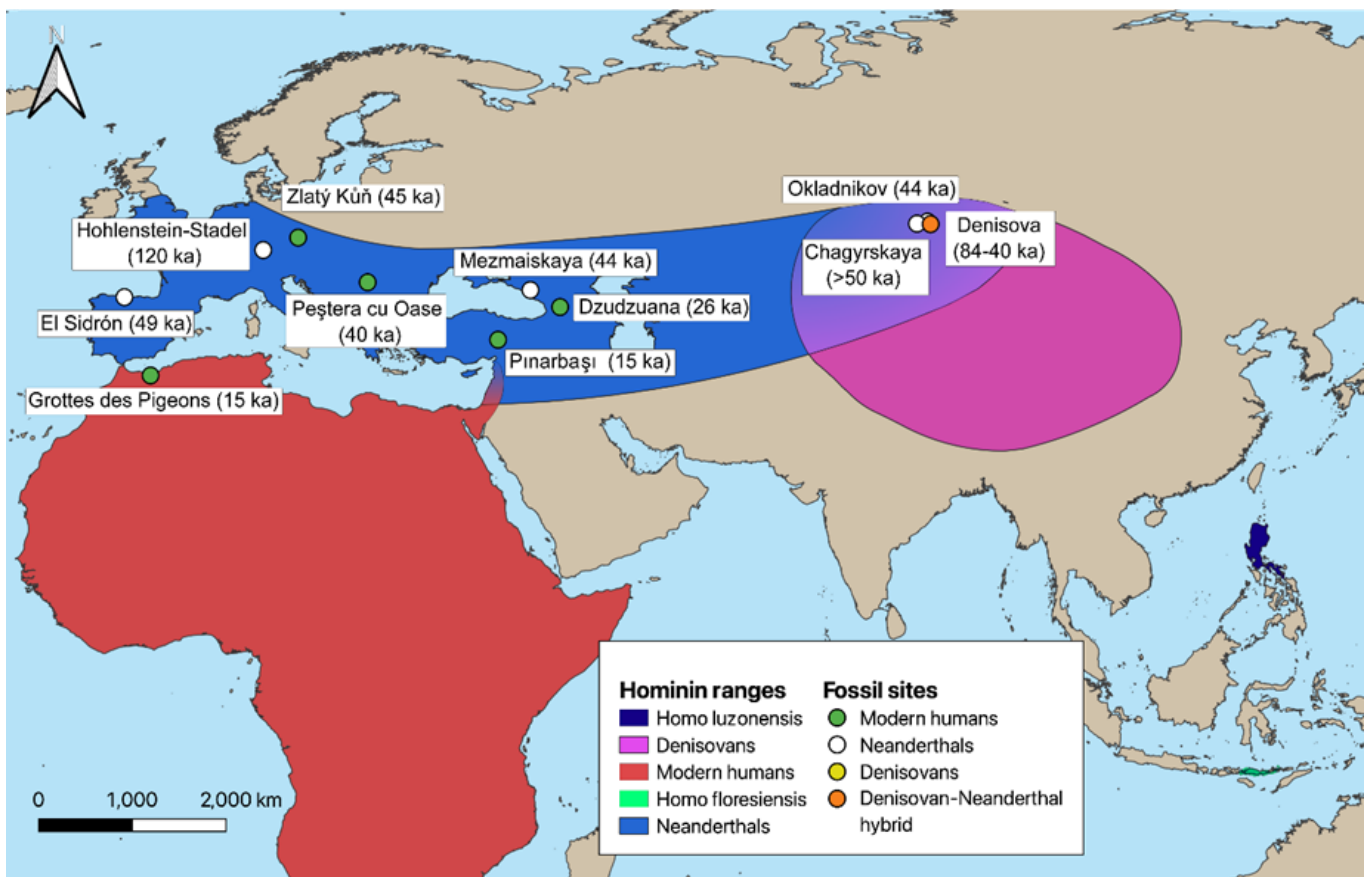 N
Zlatý Kůň (45 ka)
Okladnikov (44 ka)
Hohlenstein-Stadel
(120 ka)
Denisova
(84-40 ka)
Chagyrskaya
(>50 ka)
Mezmaiskaya (44 ka)
El Sidrón (49 ka)
Peştera cu Oase
(40 ka)
Dzudzuana (26 ka)
Pınarbaşı (15 ka)
Grottes des Pigeons (15 ka)
Hominin ranges
Homo luzonensis
Denisovans
Modern humans
Homo floresiensis
Neanderthals
Fossil sites
Modern humans
Neanderthals
Denisovans
Denisovan-Neanderthal
hybrid
0 1,000 2,000 km